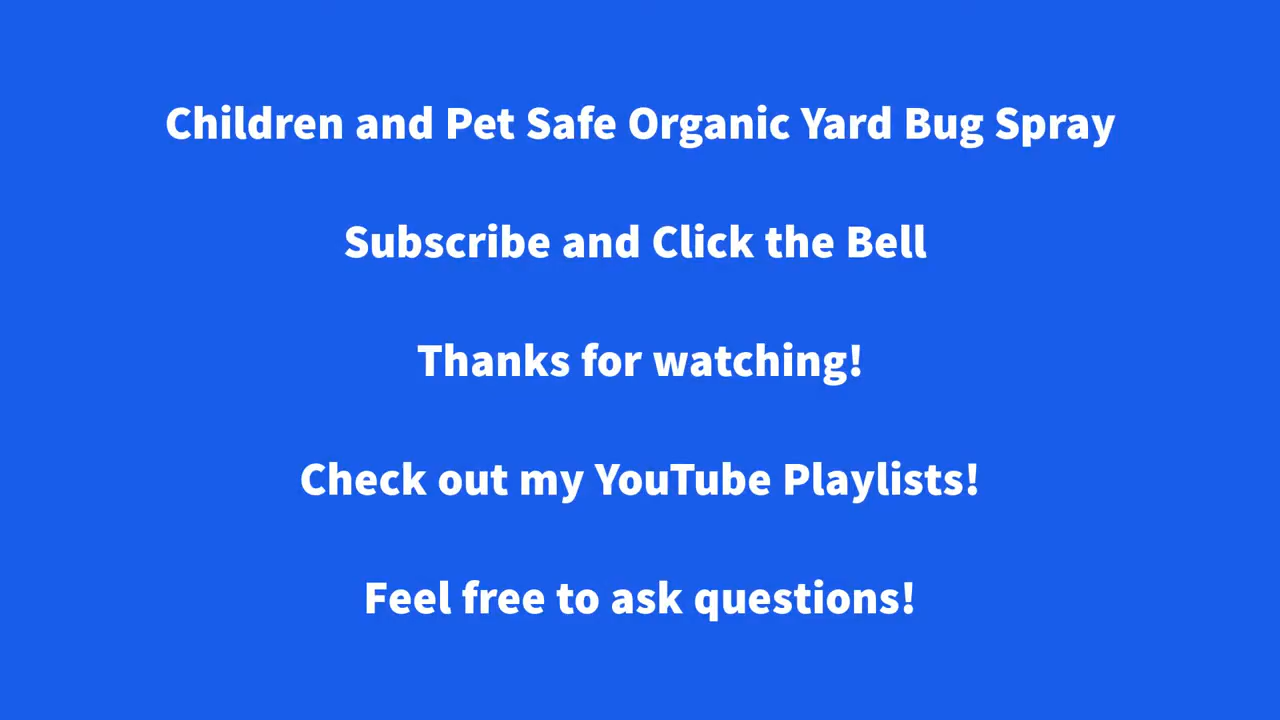 Children and Pet Safe Organic Yard Bug Spray
Subscribe and Click the Bell
Thanks for watching!
Check out my YouTube Playlists!
Feel free to ask questions!